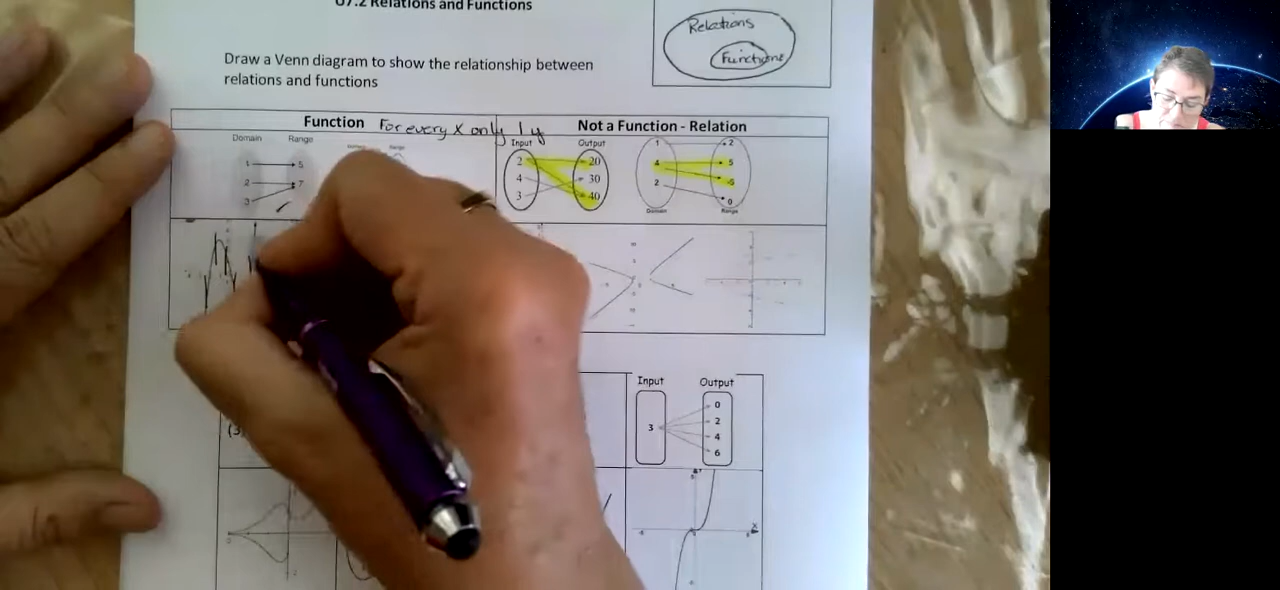 U7.2 Relations and Functions
Relations
Functions
Draw a Venn diagram to show the relationship between
relations and functions
Function For every x only 1 y
Not a Function - Relation
Domain Range
1 5
2 7
3
Input Output
2 20
4 30
3 40
1 2
4 5
2 -5
0
Domain Range
Input Output
3
0
2
4
6
(3
x